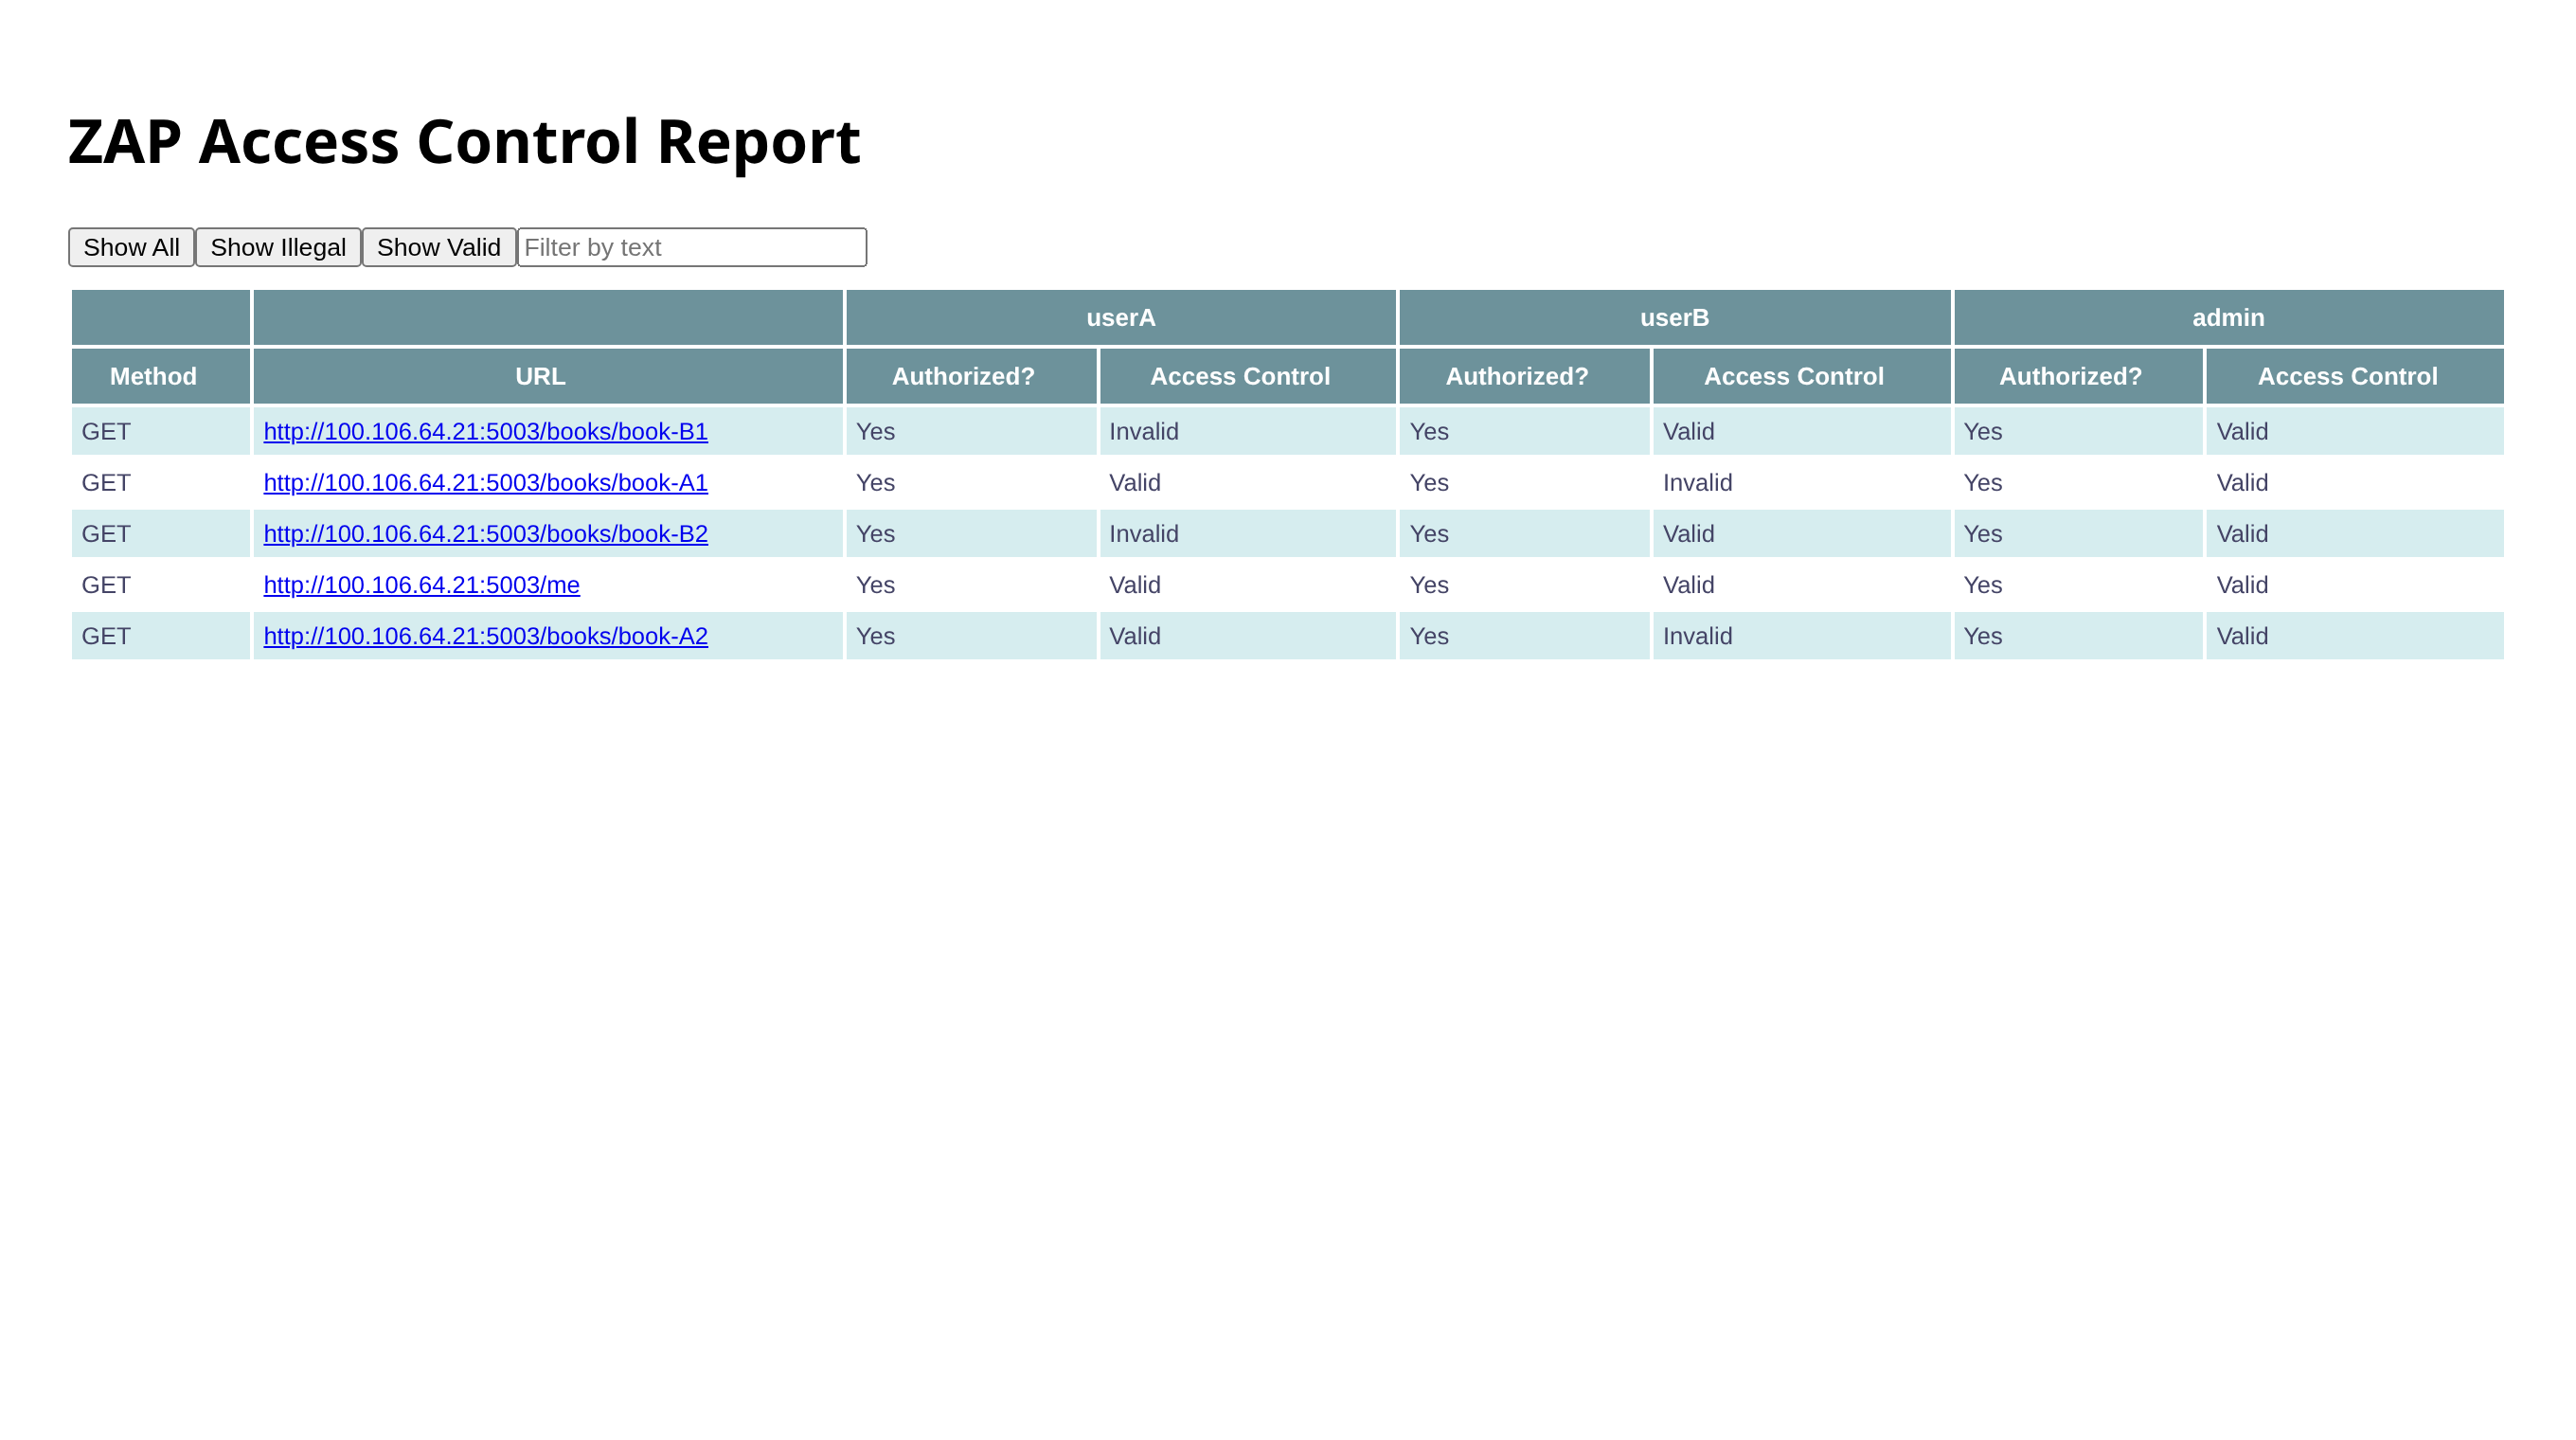 ZAP Access Control Report
Show All Show Illegal Show Valid Filter by text
userA userB admin
Method URL Authorized? Access Control Authorized? Access Control Authorized? Access Control
GET http://100.106.64.21:5003/books/book-B1 Yes Invalid Yes Valid Yes Valid
GET http://100.106.64.21:5003/books/book-A1 Yes Valid Yes Invalid Yes Valid
GET http://100.106.64.21:5003/books/book-B2 Yes Invalid Yes Valid Yes Valid
GET http://100.106.64.21:5003/me Yes Valid Yes Valid Yes Valid
GET http://100.106.64.21:5003/books/book-A2 Yes Valid Yes Invalid Yes Valid